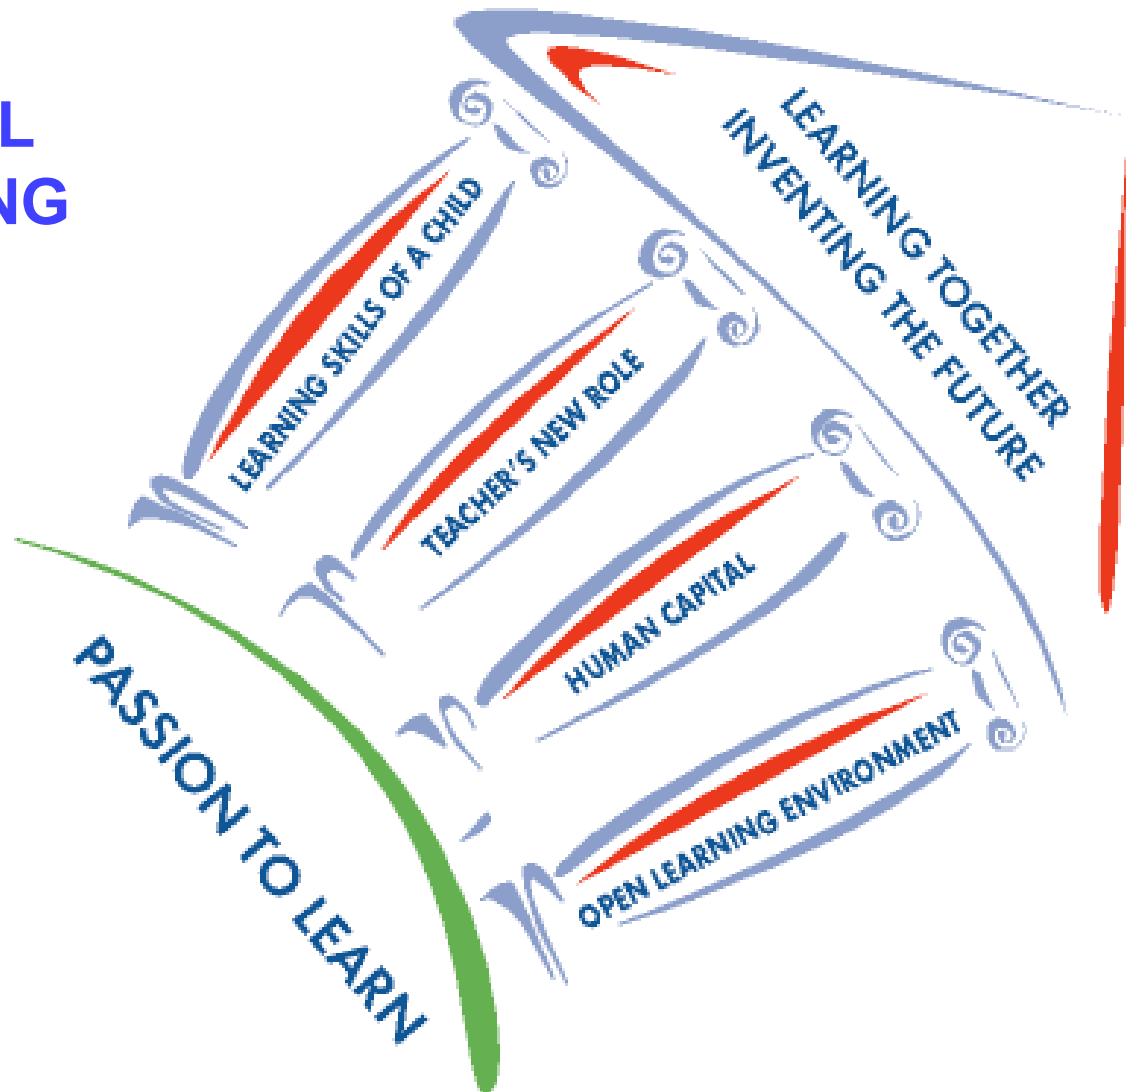 L
NG
LEARNING TOGETHER
INVENTING THE FUTURE
LEARNING SKILLS OF A CHILD
TEACHER´S NEW ROLE
HUMAN CAPITAL
OPEN LEARNING ENVIRONMENT
PASSION TO LEARN